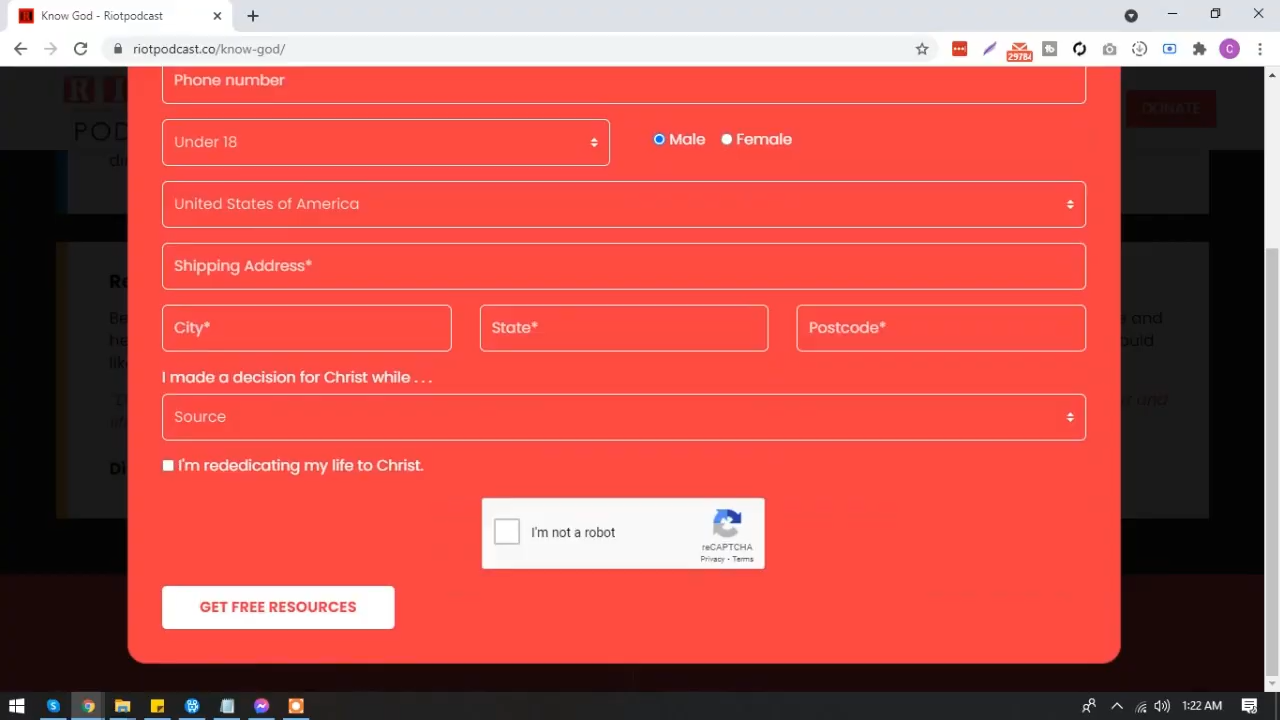 Know God - Riotpodcast
riotpodcast.co/know-god/
29784
C
Phone number
DONATE
Under 18
Male
Female
United States of America
Shipping Address*
City*
State*
Postcode*
I made a decision for Christ while . . .
Source
I'm rededicating my life to Christ.
I'm not a robot
reCAPTCHA
Privacy - Terms
GET FREE RESOURCES
1:22 AM